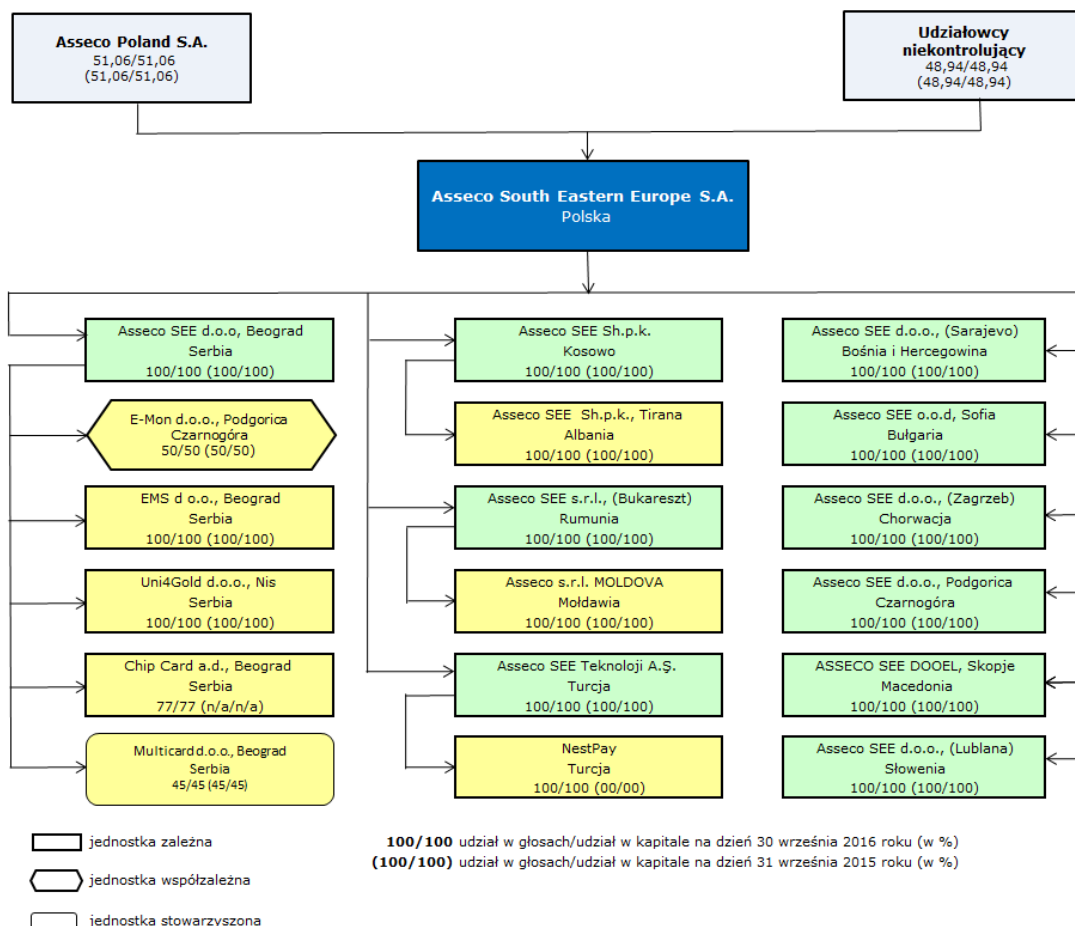 Asseco Poland S.A.
51,06/51,06
(51,06/51,06)
Udziałowcy
niekontrolujący
48,94/48,94
(48,94/48,94)
Asseco South Eastern Europe S.A.
Polska
Asseco SEE d.o.o, Beograd
Serbia
100/100 (100/100)
E-Mon d.o.o., Podgorica
Czarnogóra
50/50 (50/50)
EMS d o.o., Beograd
Serbia
100/100 (100/100)
Uni4Gold d.o.o., Nis
Serbia
100/100 (100/100)
Chip Card a.d., Beograd
Serbia
77/77 (n/a/n/a)
Multicard d.o.o., Beograd
Serbia
45/45 (45/45)
Asseco SEE Sh.p.k.
Kosowo
100/100 (100/100)
Asseco SEE Sh.p.k., Tirana
Albania
100/100 (100/100)
Asseco SEE s.r.l., (Bukareszt)
Rumunia
100/100 (100/100)
Asseco s.r.l. MOLDOVA
Mołdawia
100/100 (100/100)
Asseco SEE Teknoloji A.Ş.
Turcja
100/100 (100/100)
NestPay
Turcja
100/100 (00/00)
Asseco SEE d.o.o., (Sarajevo)
Bośnia i Hercegowina
100/100 (100/100)
Asseco SEE o.o.d, Sofia
Bułgaria
100/100 (100/100)
Asseco SEE d.o.o., (Zagrzeb)
Chorwacja
100/100 (100/100)
Asseco SEE d.o.o., Podgorica
Czarnogóra
100/100 (100/100)
ASSECO SEE DOOEL, Skopje
Macedonia
100/100 (100/100)
Asseco SEE d.o.o., (Lublana)
Słowenia
100/100 (100/100)
jednostka zależna
jednostka współzależna
jednostka stowarzyszona
100/100 udział w głosach/udział w kapitale na dzień 30 września 2016 roku (w %)
(100/100) udział w głosach/udział w kapitale na dzień 31 września 2015 roku (w %)